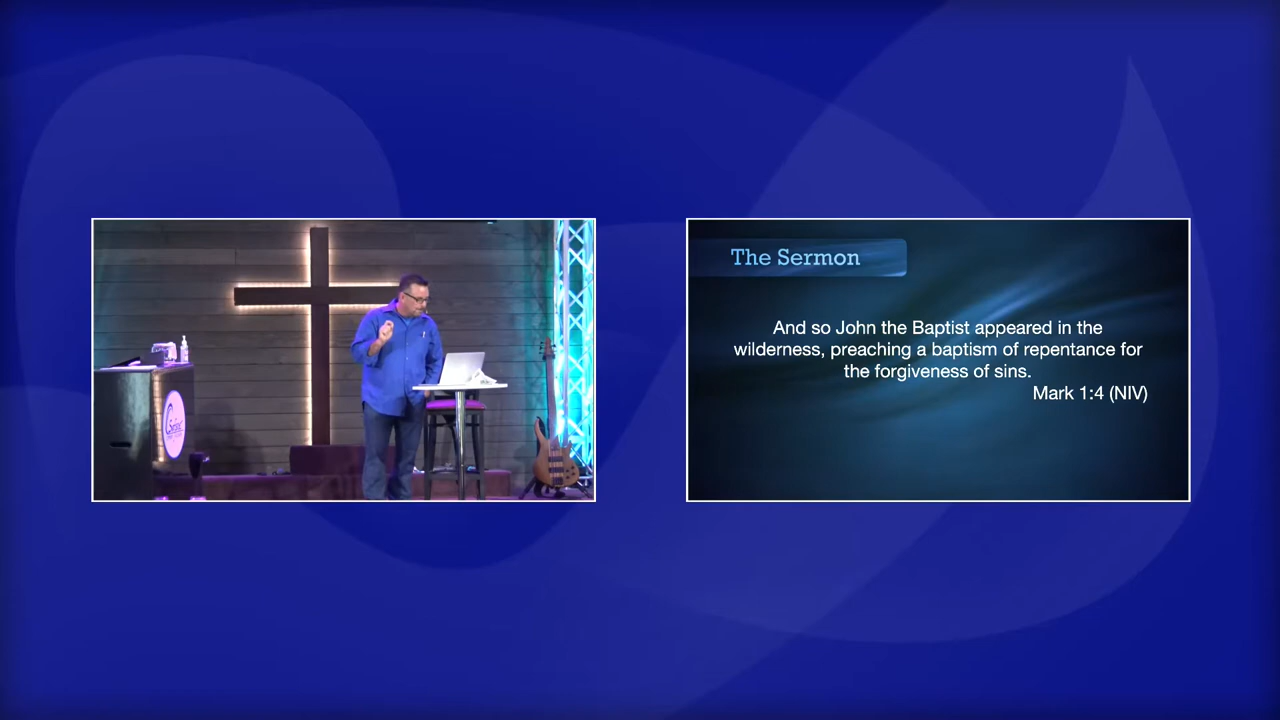 The Sermon
And so John the Baptist appeared in the
wilderness, preaching a baptism of repentance for
the forgiveness of sins.
Mark 1:4 (NIV)